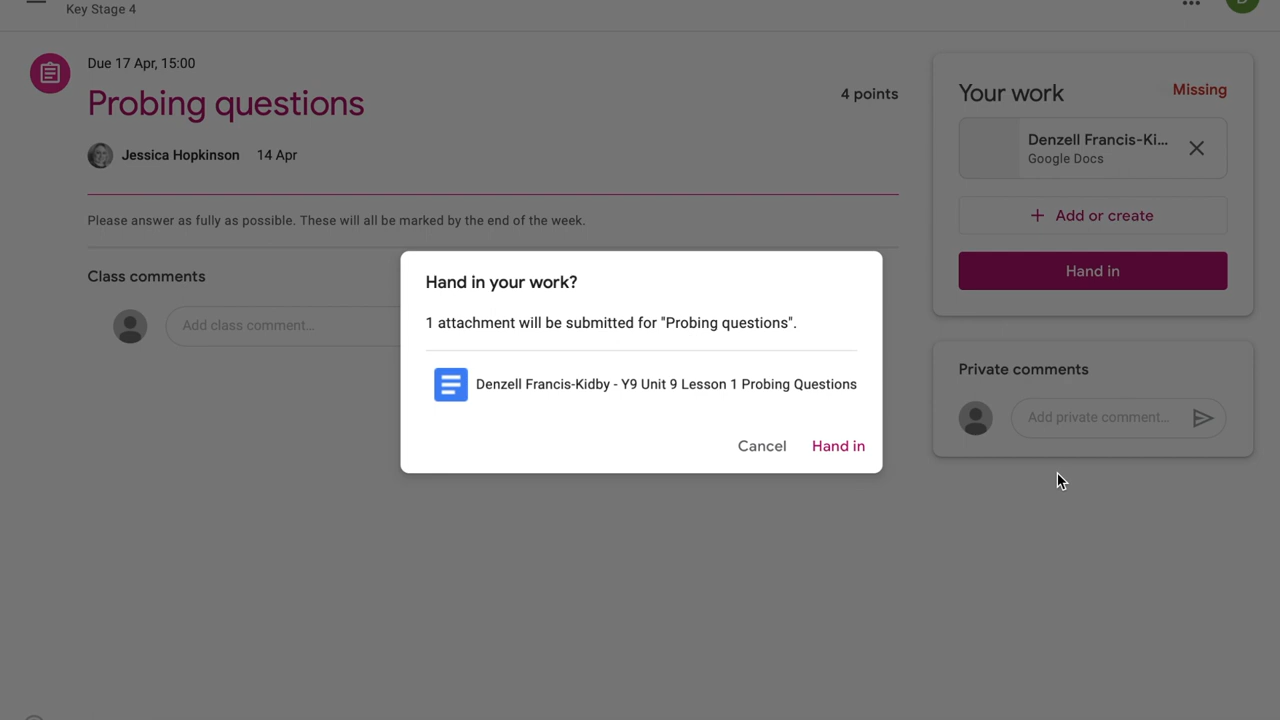 Key Stage 4
Due 17 Apr, 15:00
Probing questions
4 points
Jessica Hopkinson 14 Apr
Please answer as fully as possible. These will all be marked by the end of the week.
Class comments
Add class comment...
Your work
Missing
Denzell Francis-Ki...
Google Docs
+ Add or create
Hand in
Private comments
Add private comment...
Hand in your work?
1 attachment will be submitted for "Probing questions".
Denzell Francis-Kidby - Y9 Unit 9 Lesson 1 Probing Questions
Cancel
Hand in